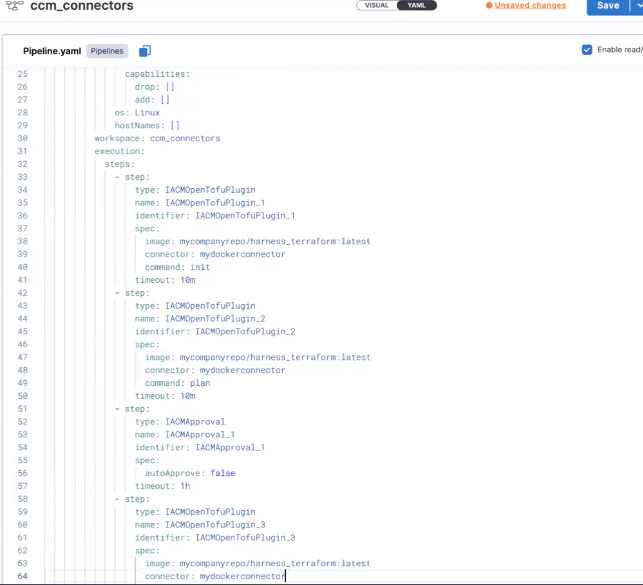 ccm_connectors
VISUAL YAML
Unsaved changes
Save
Pipeline.yaml Pipelines
Enable read/
25 capabilities:
26 drop: []
27 add: []
28 os: Linux
29 hostNames: []
30 workspace: ccm_connectors
31 execution:
32 steps:
33 - step:
34 type: IACMOpenTofuPlugin
35 name: IACMOpenTofuPlugin_1
36 identifier: IACMOpenTofuPlugin_1
37 spec:
38 image: mycompanyrepo/harness_terraform:latest
39 connector: mydockerconnector
40 command: init
41 timeout: 10m
42 - step:
43 type: IACMOpenTofuPlugin
44 name: IACMOpenTofuPlugin_2
45 identifier: IACMOpenTofuPlugin_2
46 spec:
47 image: mycompanyrepo/harness_terraform:latest
48 connector: mydockerconnector
49 command: plan
50 timeout: 10m
51 - step:
52 type: IACMApproval
53 name: IACMApproval_1
54 identifier: IACMApproval_1
55 spec:
56 autoApprove: false
57 timeout: 1h
58 - step:
59 type: IACMOpenTofuPlugin
60 name: IACMOpenTofuPlugin_3
61 identifier: IACMOpenTofuPlugin_3
62 spec:
63 image: mycompanyrepo/harness_terraform:latest
64 connector: mydockerconnector